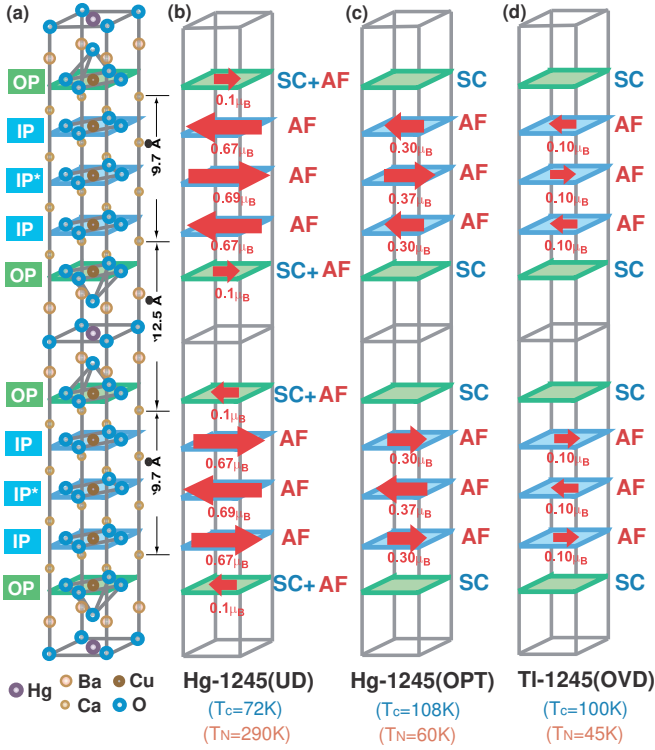 (a)
(b)
(c)
(d)
OP
IP
IP*
IP
OP
OP
IP
IP*
IP
OP
9.7 Å
12.5 Å
9.7 Å
SC+AF
0.1μB
AF
0.67μB
AF
0.69μB
AF
0.67μB
SC+AF
0.1μB
SC+AF
0.1μB
AF
0.67μB
AF
0.69μB
AF
0.67μB
SC+AF
0.1μB
SC
AF
0.30μB
AF
0.37μB
AF
0.30μB
SC
SC
AF
0.30μB
AF
0.37μB
AF
0.30μB
SC
SC
AF
0.10μB
AF
0.10μB
AF
0.10μB
SC
SC
AF
0.10μB
AF
0.10μB
AF
0.10μB
SC
Hg
Ba
Cu
Ca
O
Hg-1245(UD)
(Tc=72K)
(TN=290K)
Hg-1245(OPT)
(Tc=108K)
(TN=60K)
Tl-1245(OVD)
(Tc=100K)
(TN=45K)